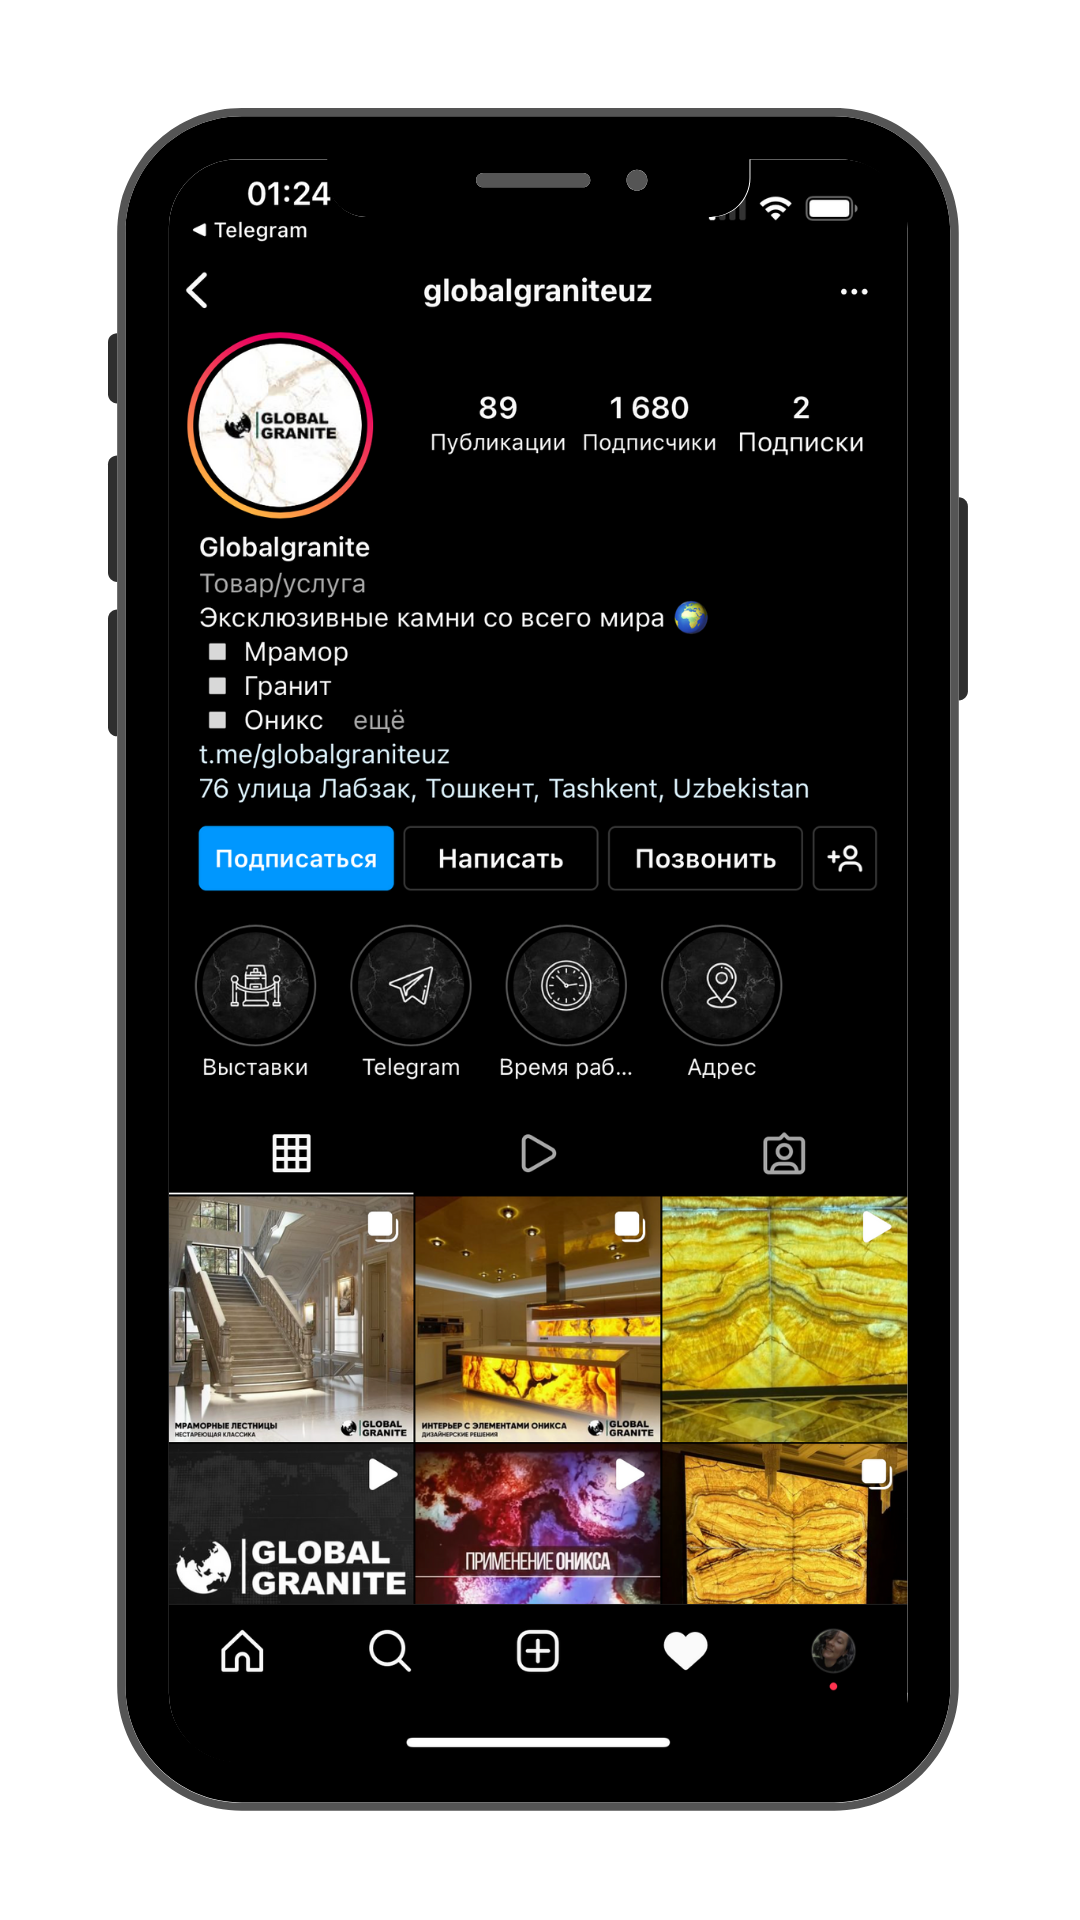 01:24
◀ Telegram
globalgraniteuz
GLOBAL
GRANITE
89
Публикации
1 680
Подписчики
2
Подписки
Globalgranite
Товар/услуга
Эксклюзивные камни со всего мира 🌍
◽ Мрамор
◽ Гранит
◽ Оникс ещё
t.me/globalgraniteuz
76 улица Лабзак, Тошкент, Tashkent, Uzbekistan
Подписаться
Написать
Позвонить
Выставки
Telegram
Время раб...
Адрес
МРАМОРНЫЕ ЛЕСТНИЦЫ
НЕСТАРЕЮЩАЯ КЛАССИКА
GLOBAL
GRANITE
ИНТЕРЬЕР С ЭЛЕМЕНТАМИ ОНИКСА
ДИЗАЙНЕРСКИЕ РЕШЕНИЯ
GLOBAL
GRANITE
GLOBAL
GRANITE
ПРИМЕНЕНИЕ ОНИКСА